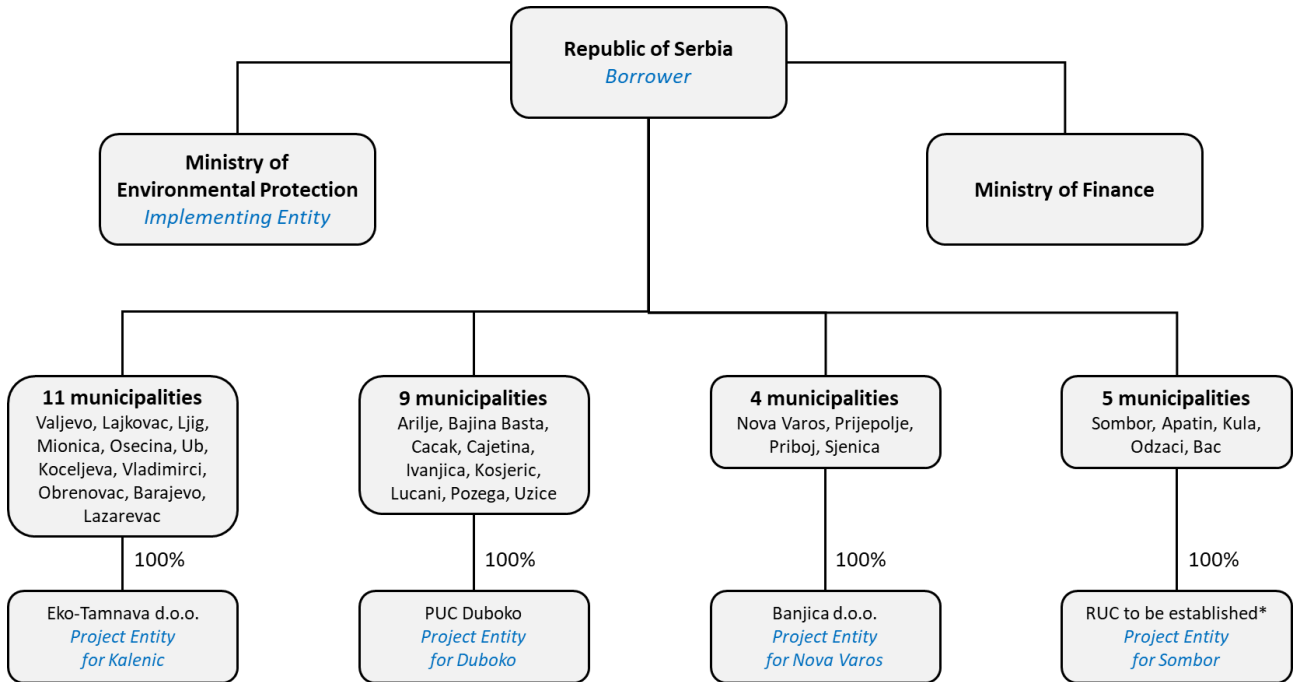 Republic of Serbia
Borrower
Ministry of
Environmental Protection
Implementing Entity
Ministry of Finance
11 municipalities
Valjevo, Lajkovac, Ljig,
Mionica, Osecina, Ub,
Koceljeva, Vladimirci,
Obrenovac, Barajevo,
Lazarevac
9 municipalities
Arilje, Bajina Basta,
Cacak, Cajetina,
Ivanjica, Kosjeric,
Lucani, Pozega, Uzice
4 municipalities
Nova Varos, Prijepolje,
Priboj, Sjenica
5 municipalities
Sombor, Apatin, Kula,
Odzaci, Bac
100%
100%
100%
100%
Eko-Tamnava d.o.o.
Project Entity
for Kalenic
PUC Duboko
Project Entity
for Duboko
Banjica d.o.o.
Project Entity
for Nova Varos
RUC to be established*
Project Entity
for Sombor